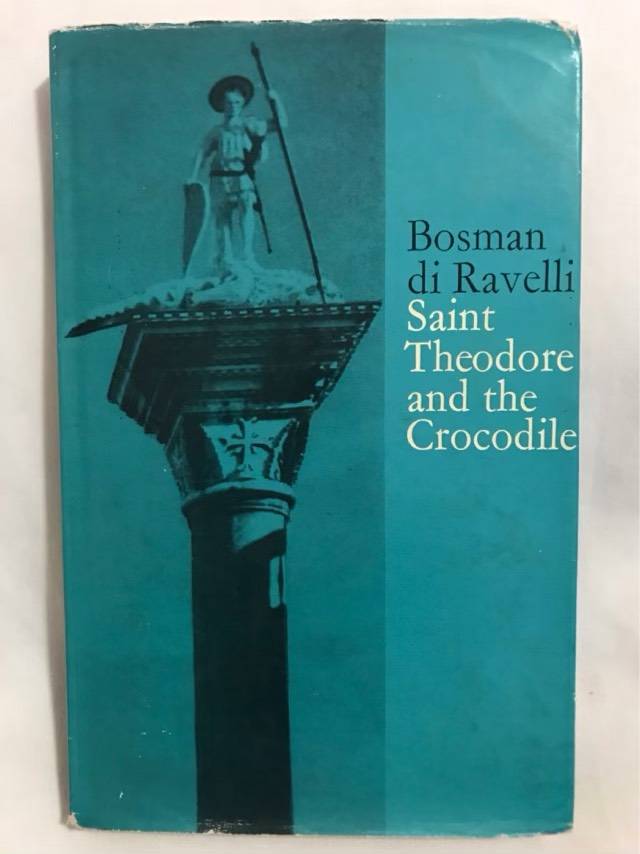 Bosman
di Ravelli
Saint
Theodore
and the
Crocodile